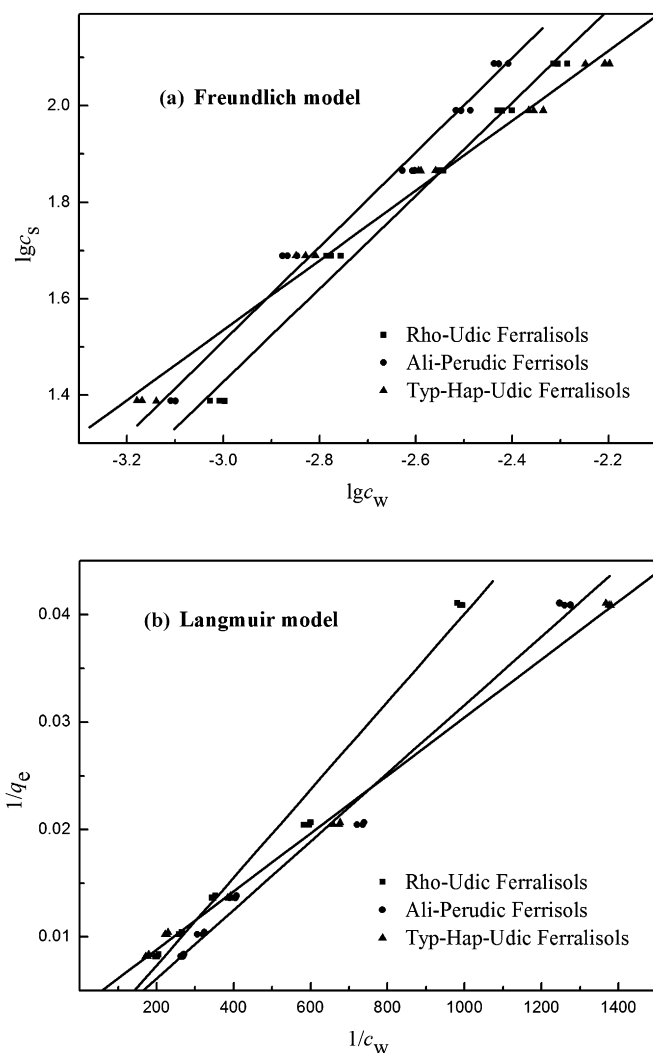 (a) Freundlich model
2.0
1.8
1.6
1.4
lgcs
Rho-Udic Ferralisols
Ali-Perudic Ferrisols
Typ-Hap-Udic Ferralisols
-3.2 -3.0 -2.8 -2.6 -2.4 -2.2
lgcw
(b) Langmuir model
0.04
0.03
0.02
0.01
1/qe
Rho-Udic Ferralisols
Ali-Perudic Ferrisols
Typ-Hap-Udic Ferralisols
200 400 600 800 1000 1200 1400
1/cw